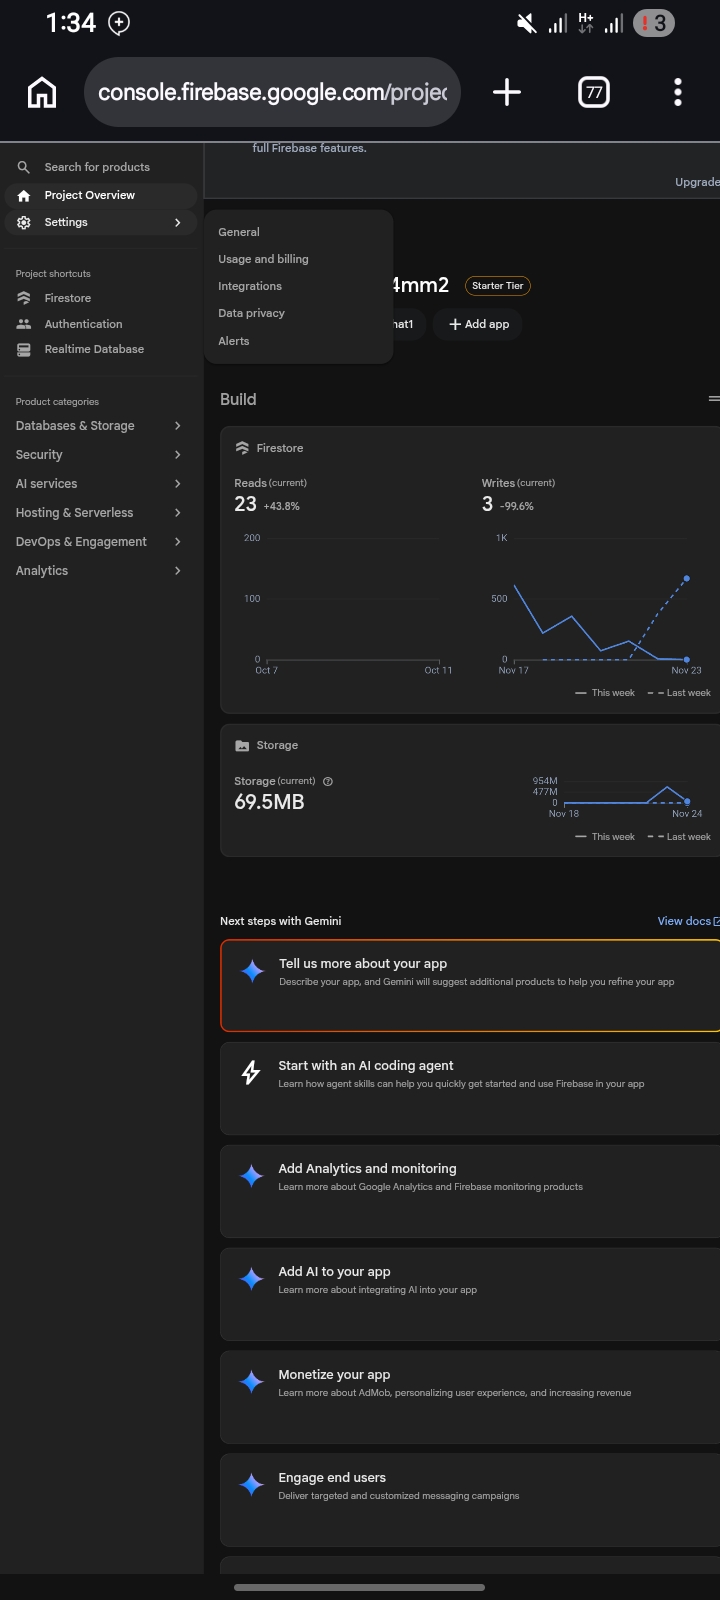 1:34
H+
3
console.firebase.google.com/projec
77
Search for products
Project Overview
Settings
Project shortcuts
Firestore
Authentication
Realtime Database
Product categories
Databases & Storage
Security
AI services
Hosting & Serverless
DevOps & Engagement
Analytics
full Firebase features.
Upgrade
General
Usage and billing
Integrations
Data privacy
Alerts
4mm2
Starter Tier
hat1
Add app
Build
Firestore
Reads (current)
23 +43.8%
200
100
0
Oct 7
Oct 11
Writes (current)
3 -99.6%
1K
500
0
Nov 17
Nov 23
This week
Last week
Storage
Storage (current)
69.5MB
954M
477M
0
Nov 18
Nov 24
This week
Last week
Next steps with Gemini
View docs
Tell us more about your app
Describe your app, and Gemini will suggest additional products to help you refine your app
Start with an AI coding agent
Learn how agent skills can help you quickly get started and use Firebase in your app
Add Analytics and monitoring
Learn more about Google Analytics and Firebase monitoring products
Add AI to your app
Learn more about integrating AI into your app
Monetize your app
Learn more about AdMob, personalizing user experience, and increasing revenue
Engage end users
Deliver targeted and customized messaging campaigns